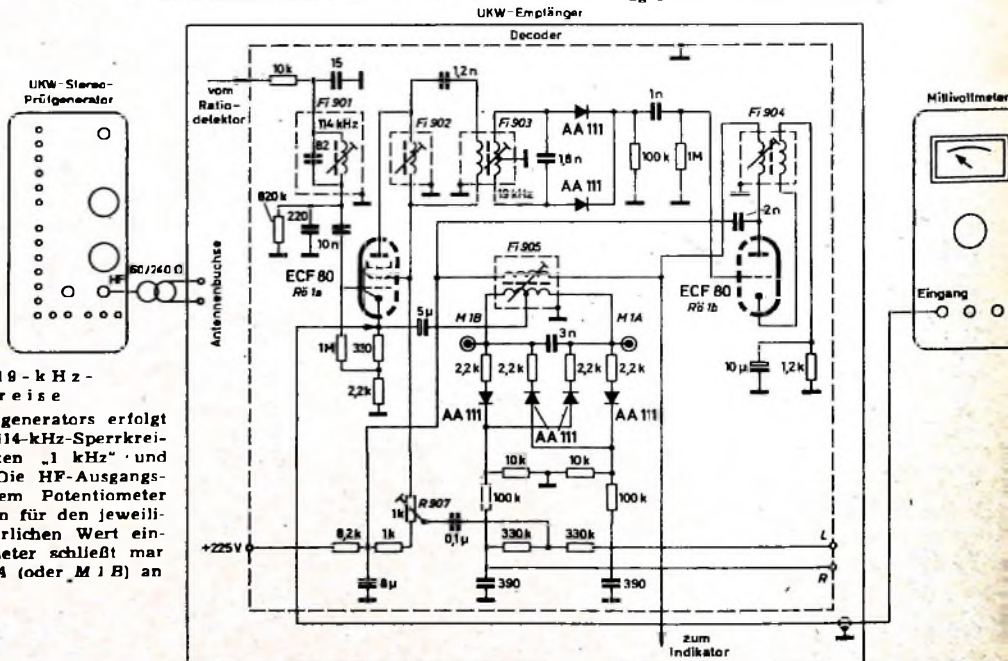 UKW-Empfänger
Decoder
UKW-Stereo-
Prüfgenerator
HF
60/240 Ω
Antennenbuchse
vom
Ratio-
detektor
10k
15
Fi 901
114 kHz
82
820k
220
10n
ECF 80
Rö 1a
1M
330
2,2k
1,2n
Fi 902
Fi 903
19 kHz
AA 111
1,8n
AA 111
1n
100k
1M
Fi 904
2n
ECF 80
Rö 1b
10µ
1,2k
Fi 905
5µ
M 1B
3n
M 1A
2,2k
2,2k
2,2k
2,2k
AA 111
AA 111
AA 111
10k
10k
100k
100k
R 907
1k
0,1µ
330k
330k
+225V
8,2k
1k
8µ
390
390
L
R
zum
Indikator
Millivoltmeter
Eingang
19-kHz-
reise
generators erfolgt
114-kHz-Sperrkrei-
ten „1 kHz" und
Die HF-Ausgangs-
em Potentiometer
n für den jeweili-
rlichen Wert ein-
meter schließt mar
A (oder M 1 B) an